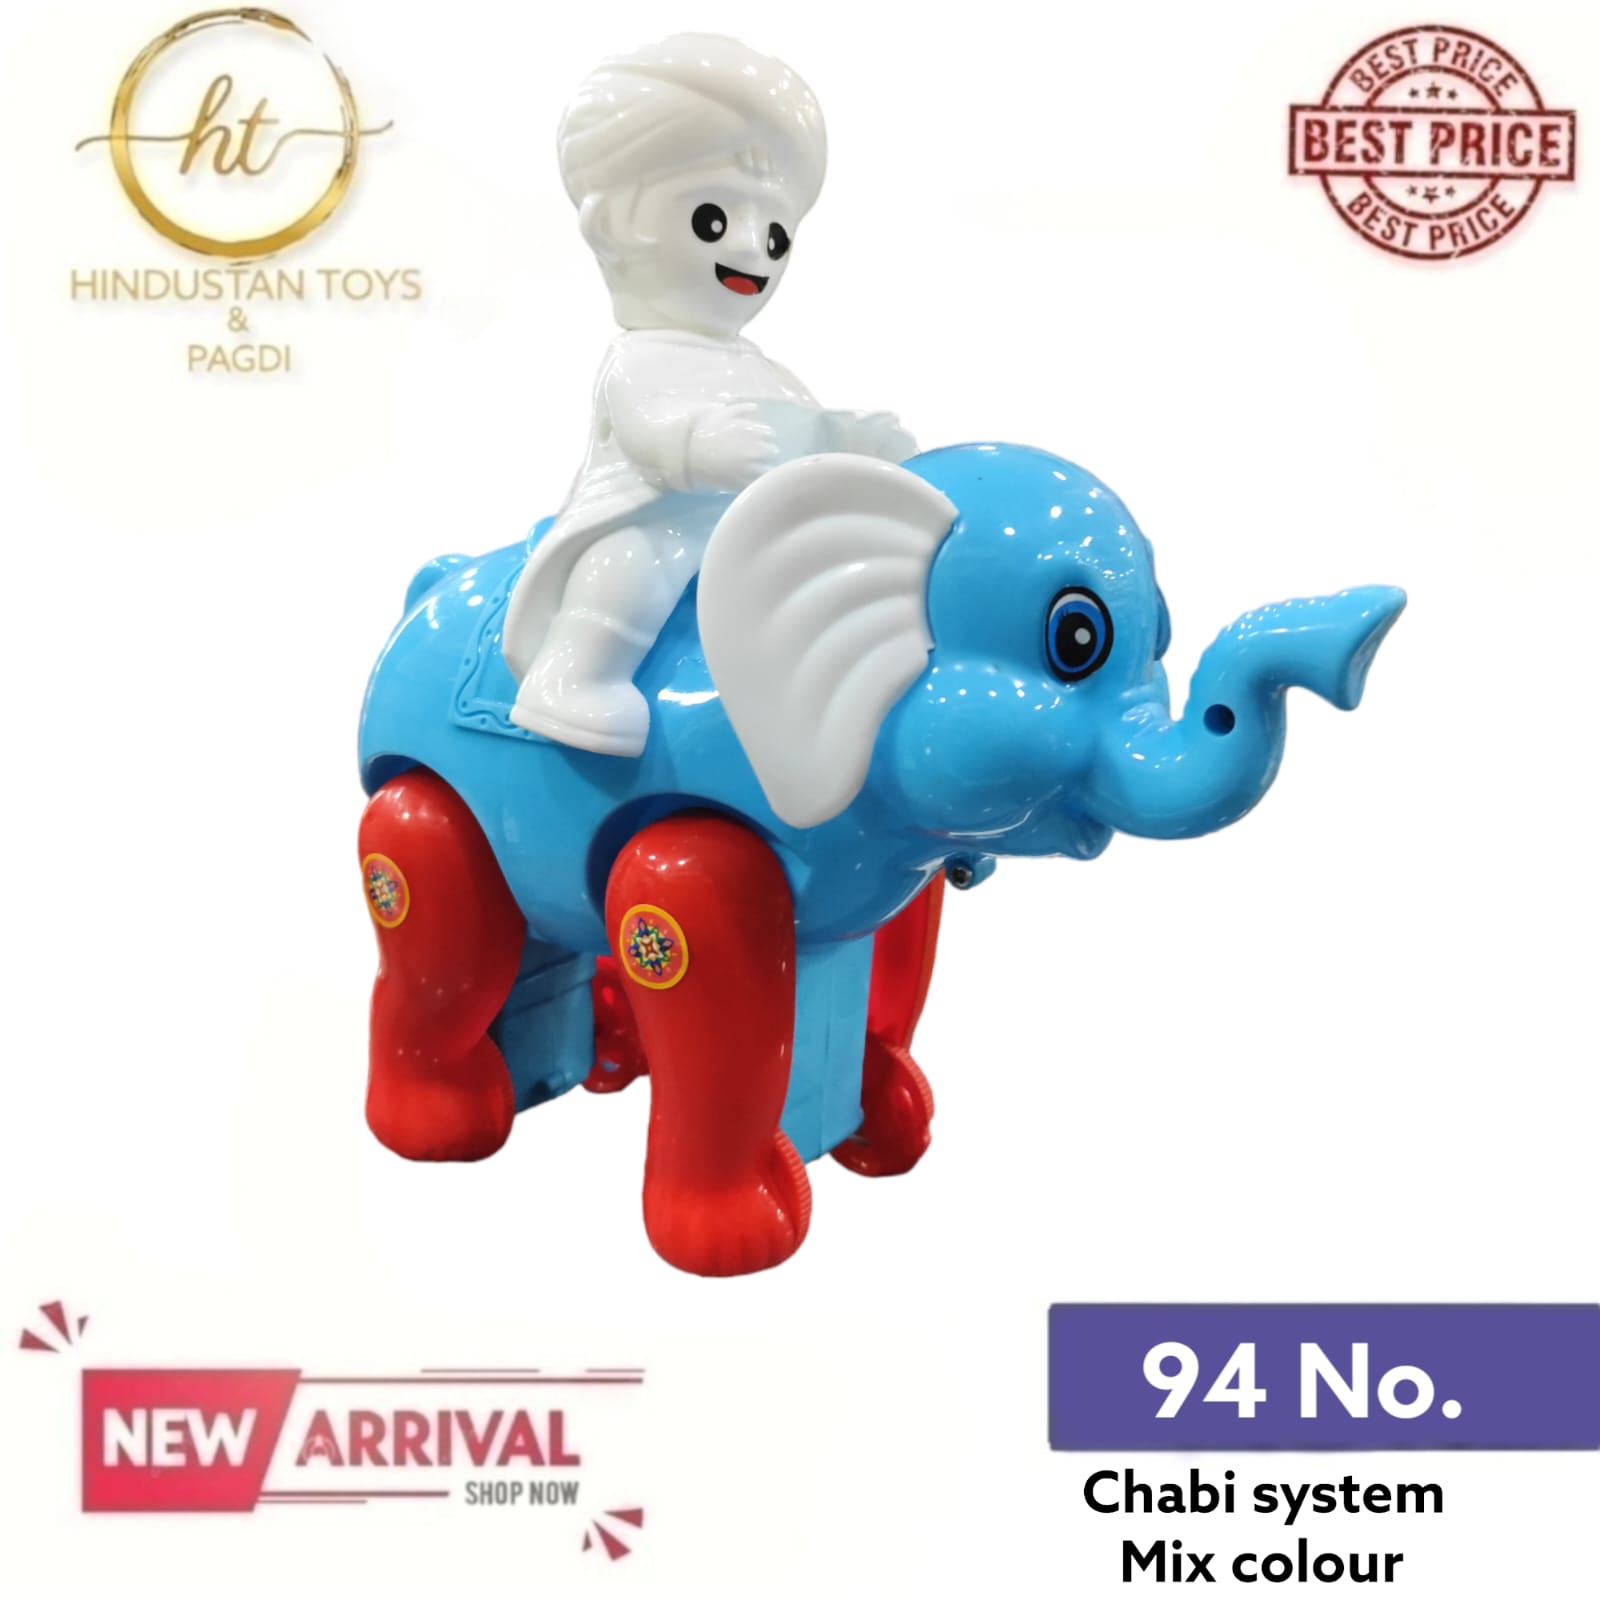 ht
HINDUSTAN TOYS
&
PAGDI
BEST PRICE
BEST PRICE
BEST PRICE
NEW ARRIVAL
SHOP NOW
94 No.
Chabi system
Mix colour